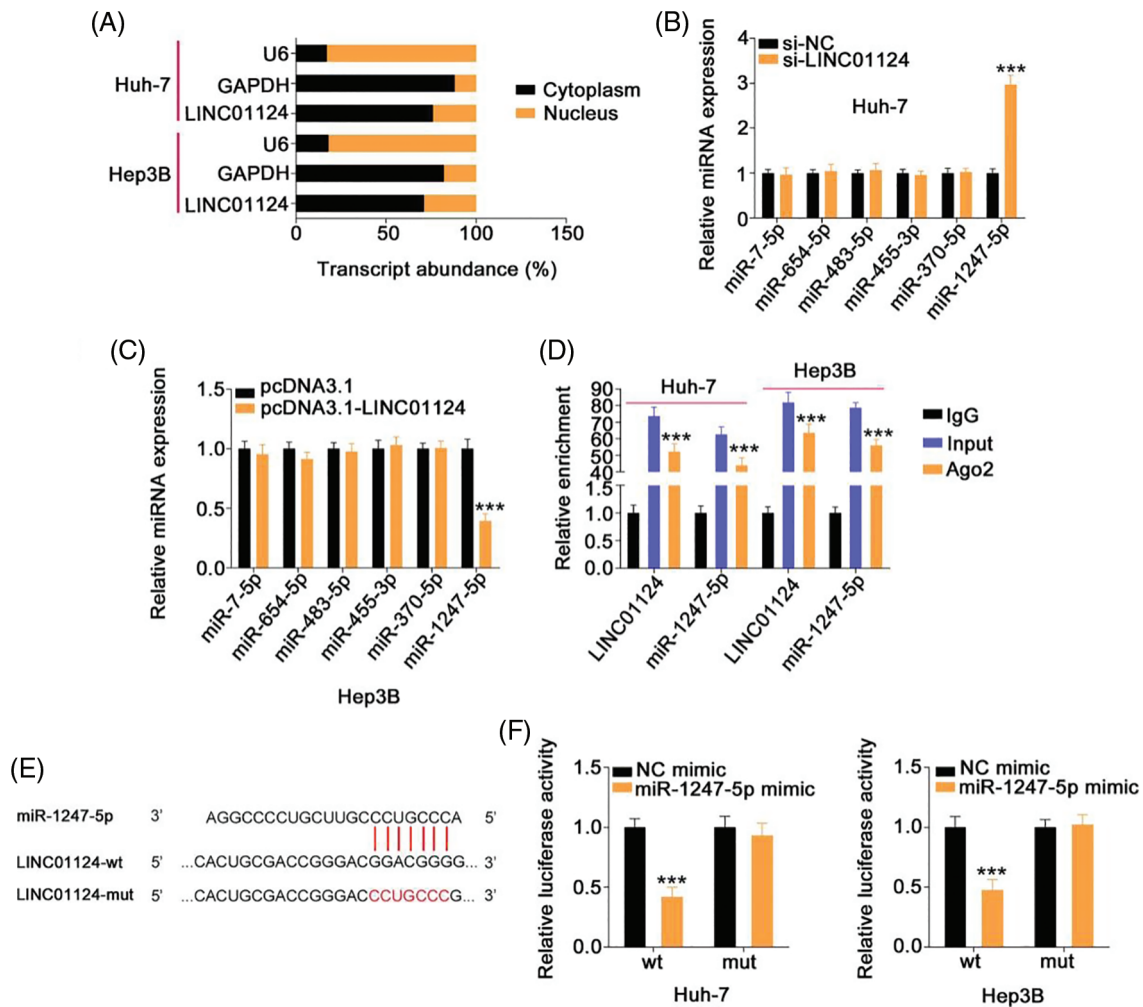 (A)
Huh-7
U6
GAPDH
LINC01124
Hep3B
U6
GAPDH
LINC01124
0 50 100 150
Transcript abundance (%)
Cytoplasm
Nucleus
(B)
Relative miRNA expression
4
3
2
1
0
si-NC
si-LINC01124
Huh-7
***
miR-7-5p
miR-654-5p
miR-483-5p
miR-455-3p
miR-370-5p
miR-1247-5p
(C)
Relative miRNA expression
1.5
1.0
0.5
0.0
pcDNA3.1
pcDNA3.1-LINC01124
***
miR-7-5p
miR-654-5p
miR-483-5p
miR-455-3p
miR-370-5p
miR-1247-5p
Hep3B
(D)
Relative enrichment
90
80
70
60
50
40
1.5
1.0
0.5
0.0
Huh-7
Hep3B
***
***
***
***
LINC01124
miR-1247-5p
LINC01124
miR-1247-5p
IgG
Input
Ago2
(E)
miR-1247-5p 3' AGGCCCCUGCUUGCCCUGCCCA 5'
LINC01124-wt 5' ...CACUGCGACCGGGACGGACGGGG... 3'
LINC01124-mut 5' ...CACUGCGACCGGGACCCUGCCCG... 3'
(F)
Relative luciferase activity
1.5
1.0
0.5
0.0
NC mimic
miR-1247-5p mimic
***
wt mut
Huh-7
Relative luciferase activity
1.5
1.0
0.5
0.0
NC mimic
miR-1247-5p mimic
***
wt mut
Hep3B